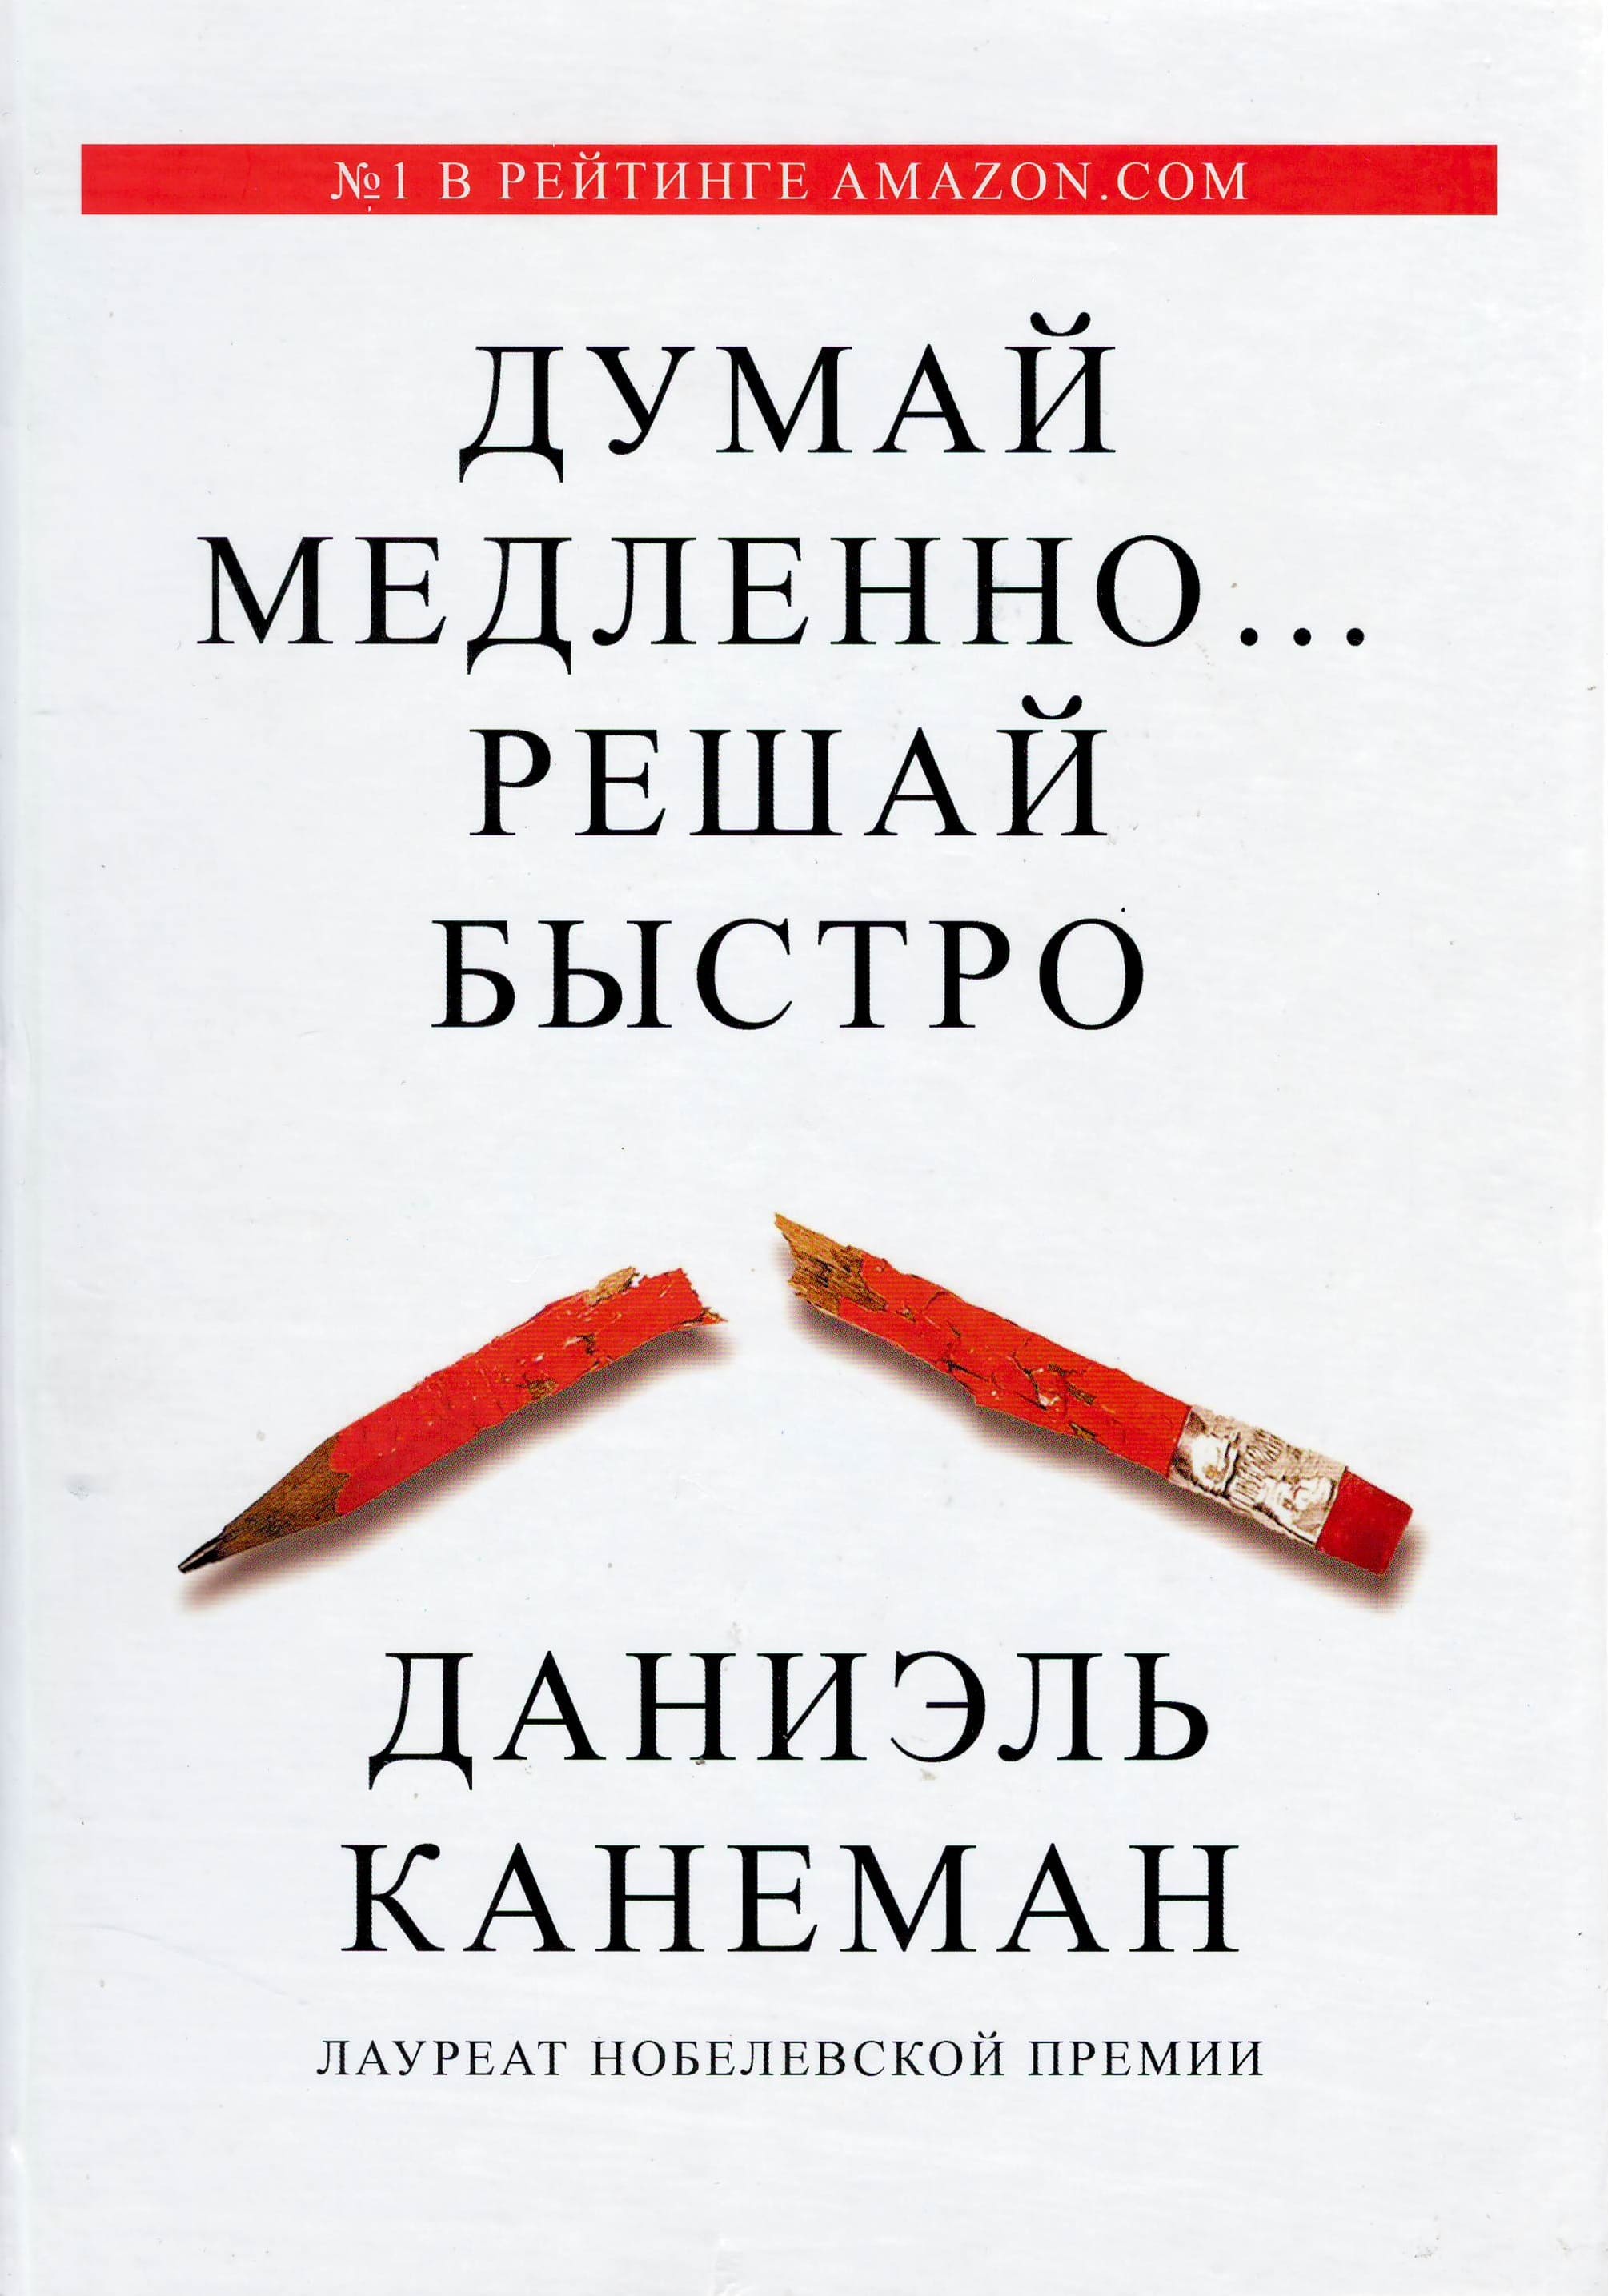 №1 В РЕЙТИНГЕ AMAZON.COM
ДУМАЙ
МЕДЛЕННО...
РЕШАЙ
БЫСТРО
ДАНИЭЛЬ
КАНЕМАН
ЛАУРЕАТ НОБЕЛЕВСКОЙ ПРЕМИИ